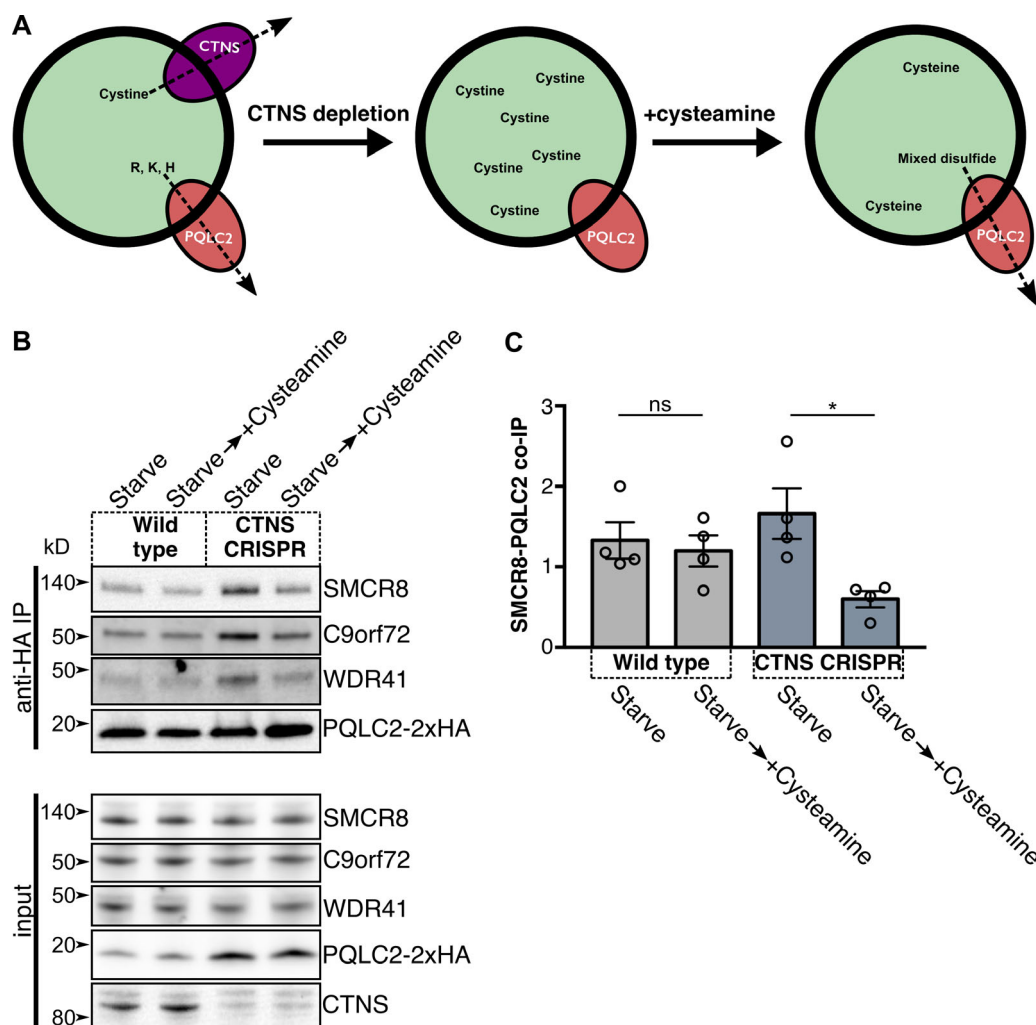 A
CTNS
Cystine
R, K, H
PQLC2
CTNS depletion
Cystine
Cystine
Cystine
Cystine
Cystine
Cystine
PQLC2
+cysteamine
Cysteine
Mixed disulfide
Cysteine
PQLC2
B
Starve
Starve→+Cysteamine
Starve
Starve→+Cysteamine
kD
Wild type
CTNS CRISPR
anti-HA IP
140
SMCR8
50
C9orf72
50
WDR41
20
PQLC2-2xHA
input
140
SMCR8
50
C9orf72
50
WDR41
20
PQLC2-2xHA
80
CTNS
C
SMCR8-PQLC2 co-IP
3
2
1
0
ns
*
Wild type
CTNS CRISPR
Starve
Starve→+Cysteamine
Starve
Starve→+Cysteamine